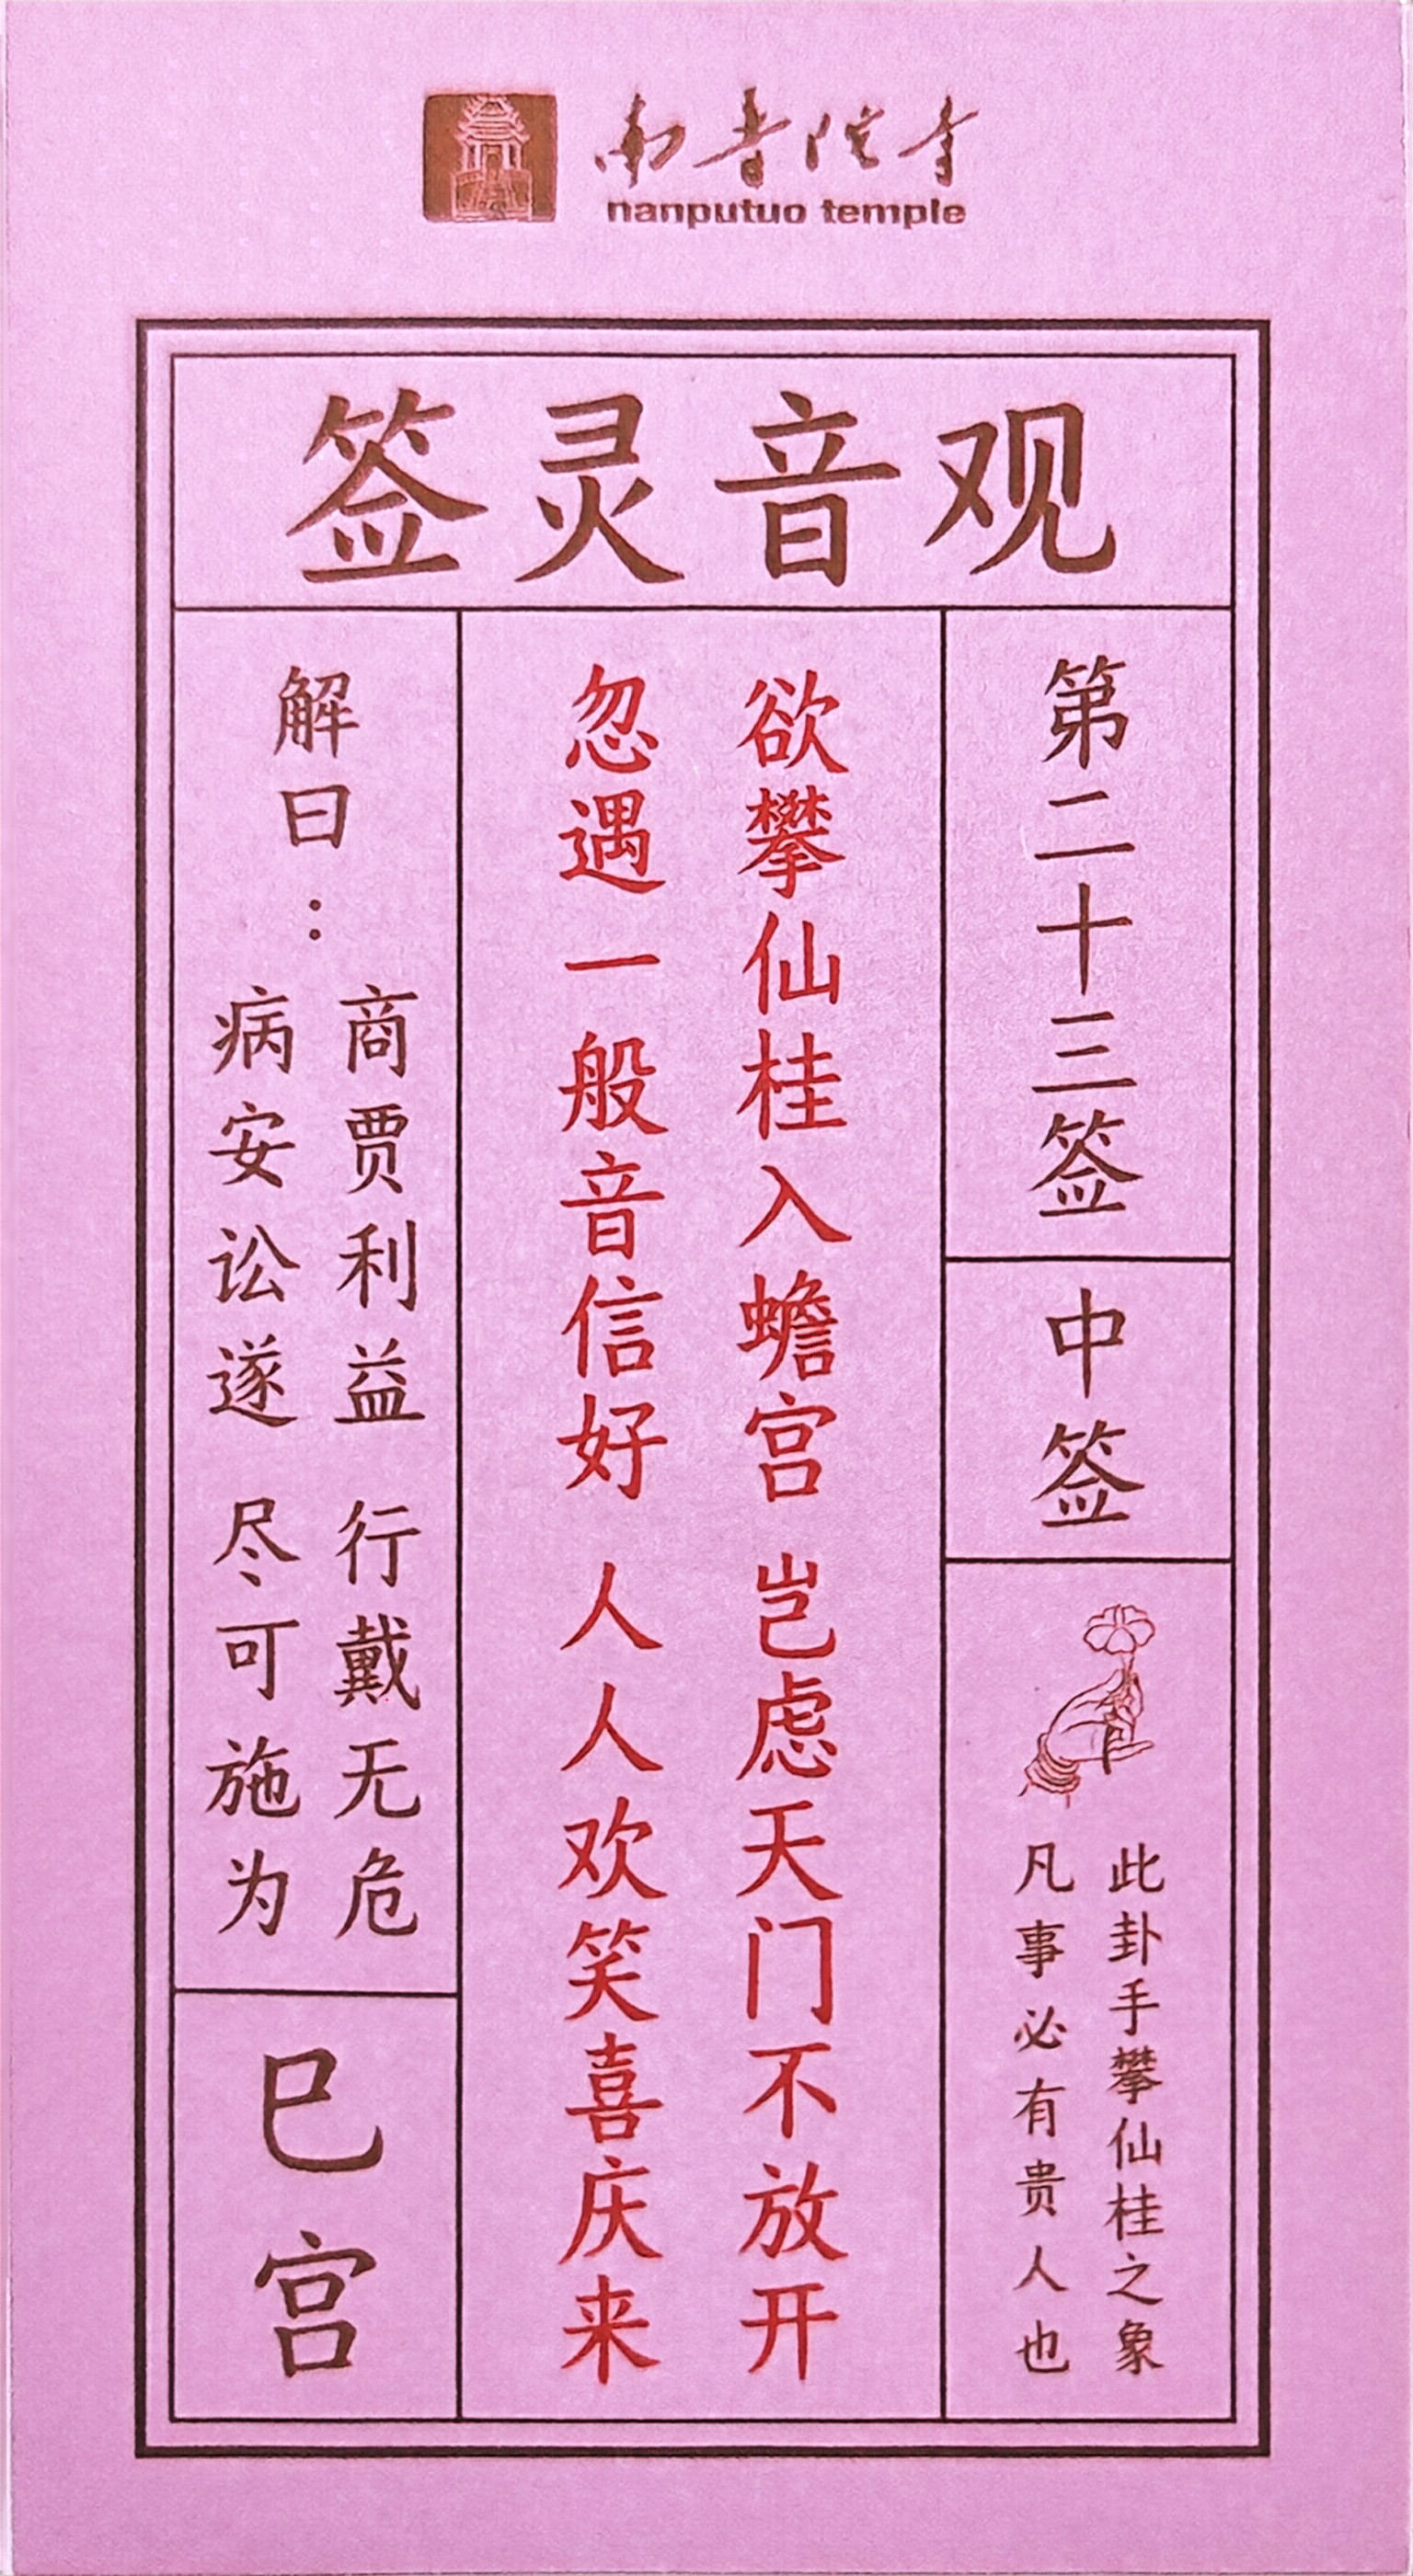 南普陀寺
nanputuo temple
观音灵签
第二十三签
中签
此卦手攀仙桂之象
凡事必有贵人也
欲攀仙桂入蟾宫 岂虑天门不放开
忽遇一般音信好 人人欢笑喜庆来
解曰：
商贾利益 行戴无危
病安讼遂 尽可施为
巳宫